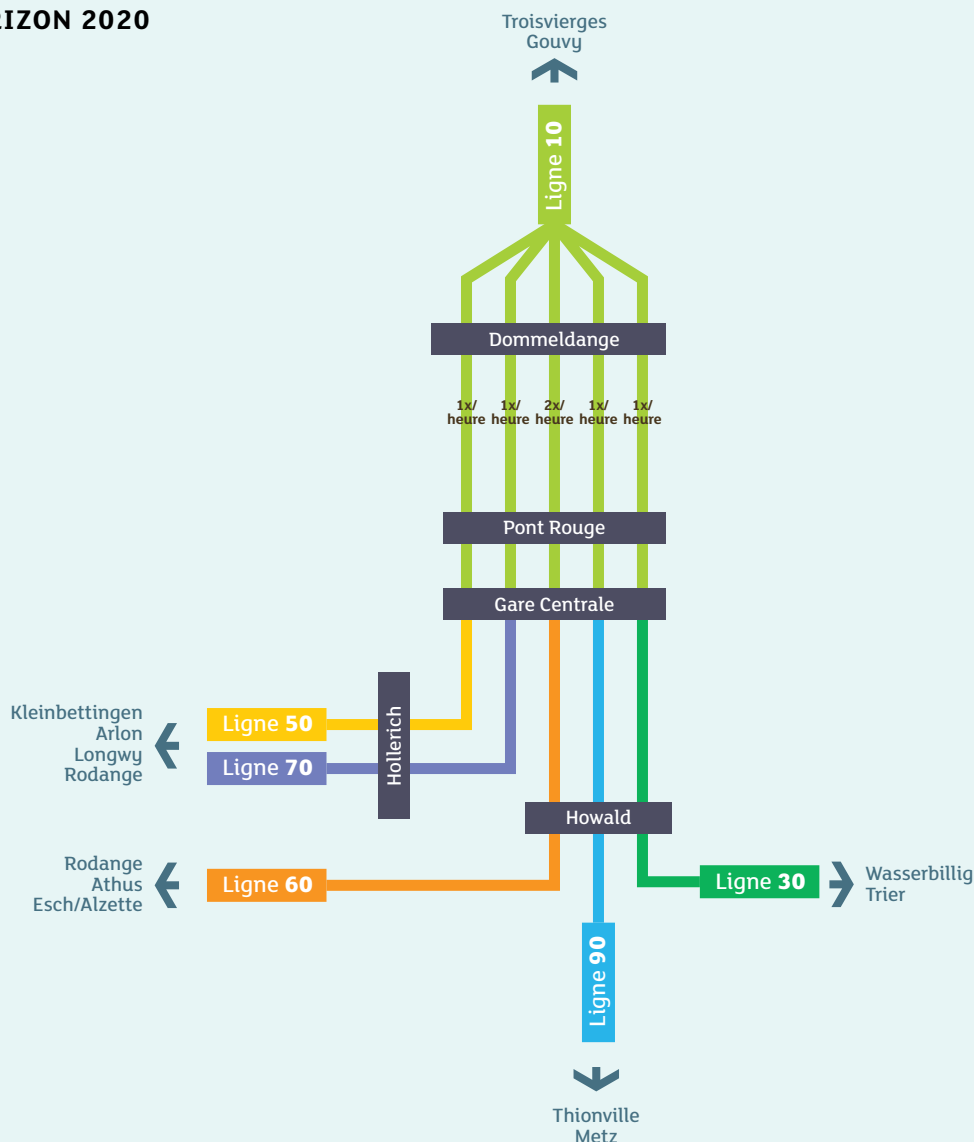 RIZON 2020
Troisvierges
Gouvy
Ligne 10
Dommeldange
1x/
heure
1x/
heure
2x/
heure
1x/
heure
1x/
heure
Pont Rouge
Gare Centrale
Kleinbettingen
Arlon
Longwy
Rodange
Ligne 50
Ligne 70
Hollerich
Howald
Rodange
Athus
Esch/Alzette
Ligne 60
Ligne 30
Wasserbillig
Trier
Ligne 90
Thionville
Metz